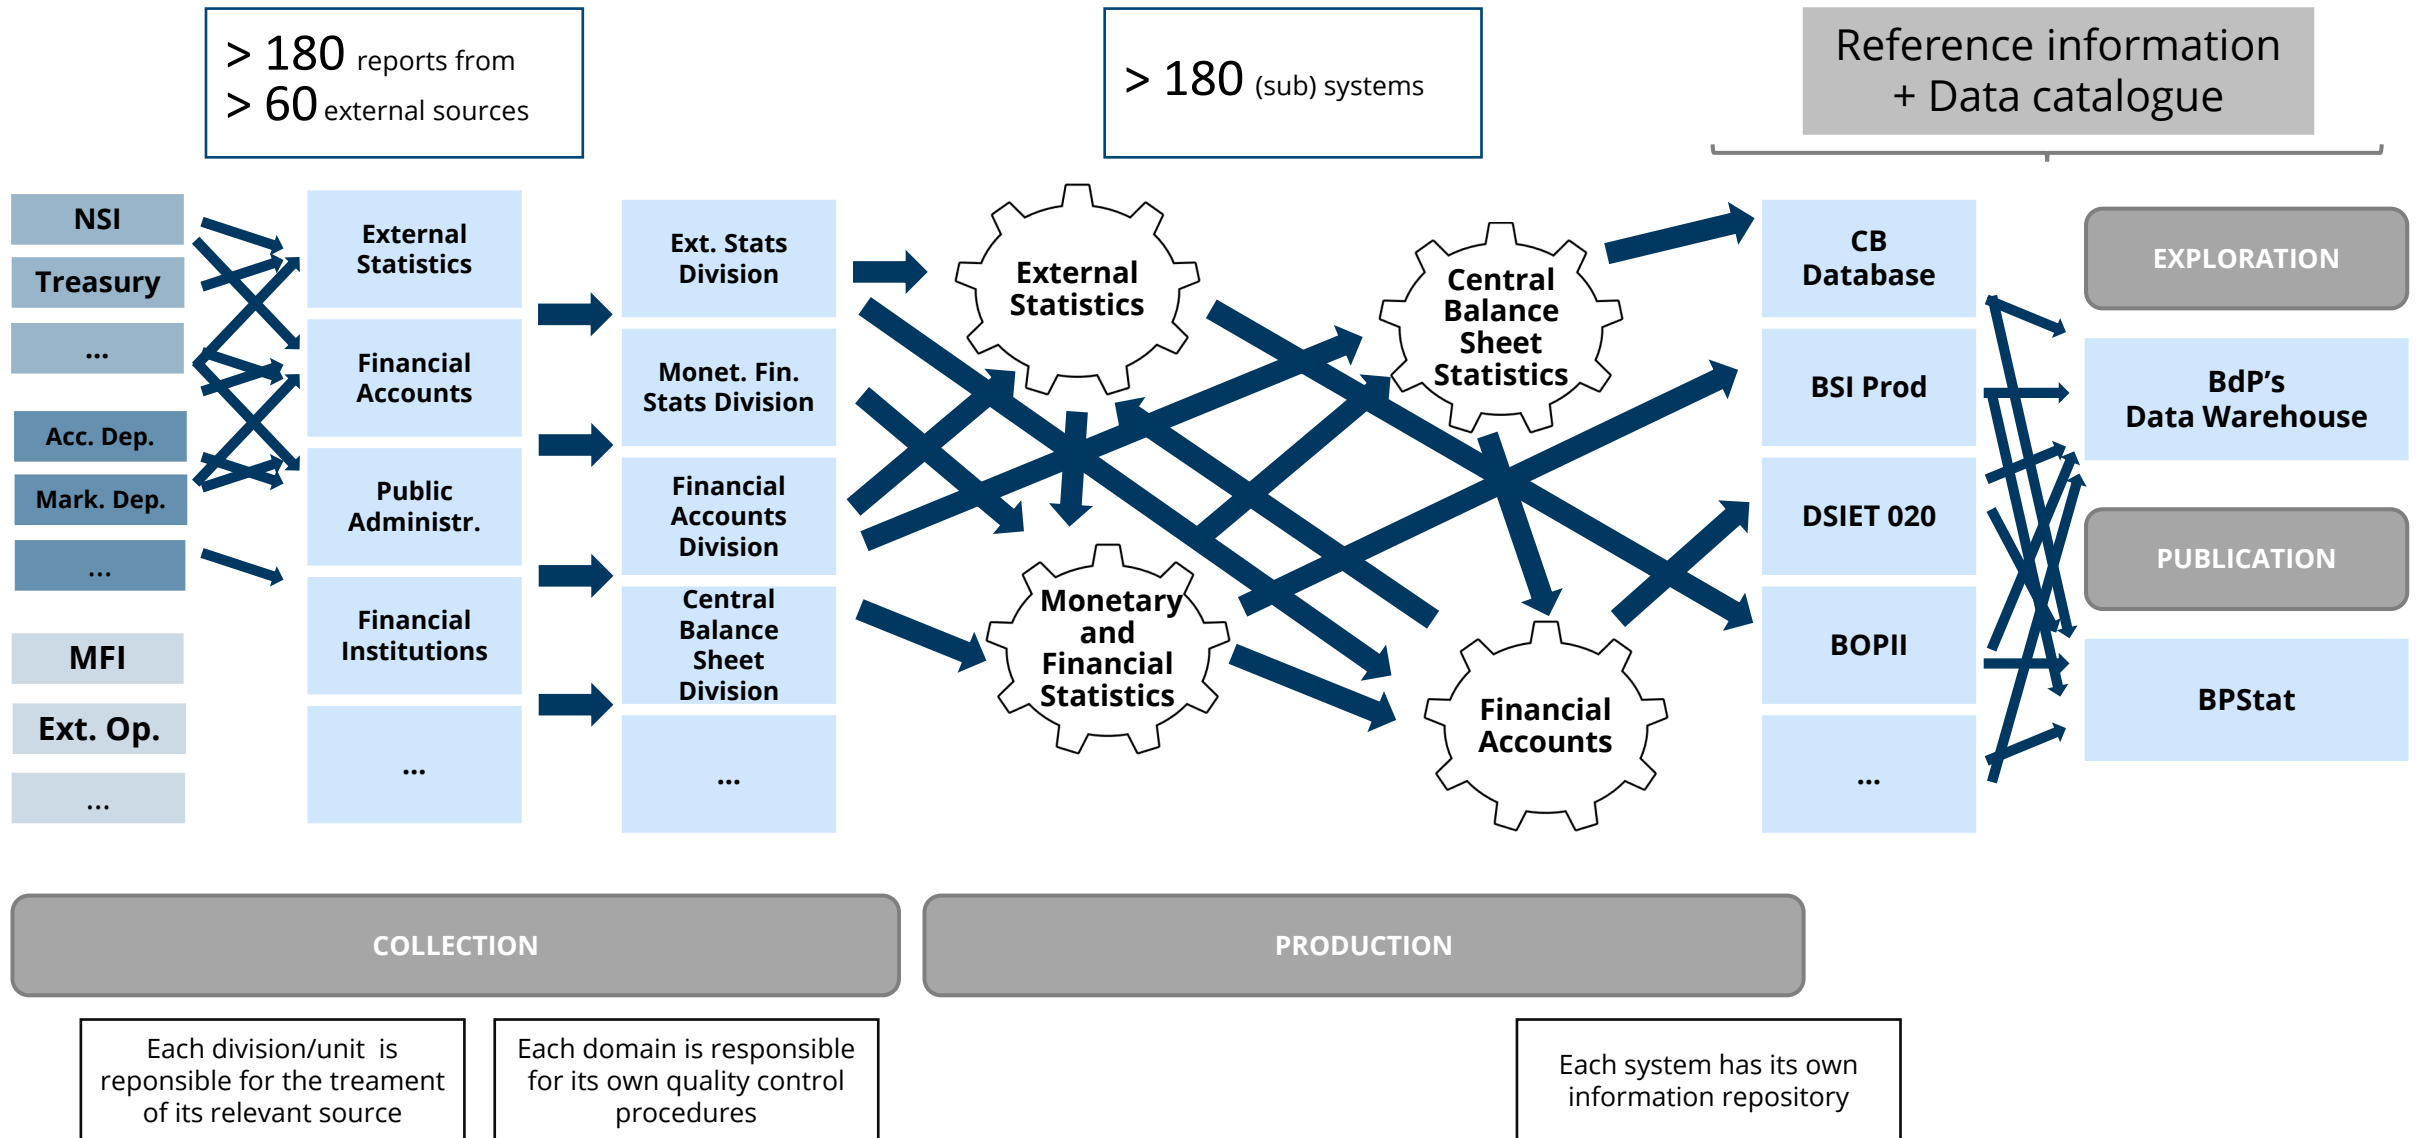 > 180 reports from
> 60 external sources
> 180 (sub) systems
Reference information
+ Data catalogue
NSI
Treasury
...
Acc. Dep.
Mark. Dep.
...
MFI
Ext. Op.
...
External
Statistics
Financial
Accounts
Public
Administr.
Financial
Institutions
...
Ext. Stats
Division
Monet. Fin.
Stats Division
Financial
Accounts
Division
Central
Balance
Sheet
Division
...
External
Statistics
Central
Balance
Sheet
Statistics
Monetary
and
Financial
Statistics
Financial
Accounts
CB
Database
BSI Prod
DSIET 020
BOPII
...
EXPLORATION
BdP’s
Data Warehouse
PUBLICATION
BPStat
COLLECTION
PRODUCTION
Each division/unit is
reponsible for the treament
of its relevant source
Each domain is responsible
for its own quality control
procedures
Each system has its own
information repository